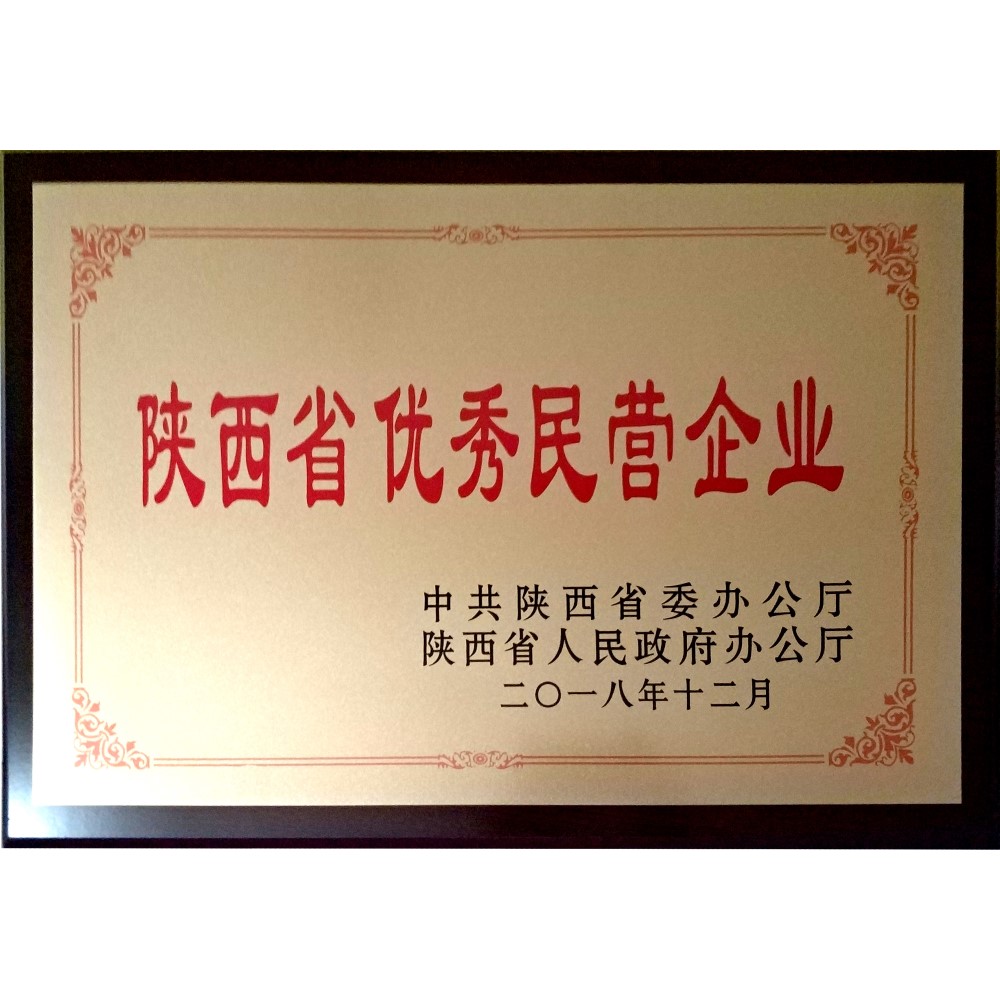 陕西省优秀民营企业
中共陕西省委办公厅
陕西省人民政府办公厅
二〇一八年十二月